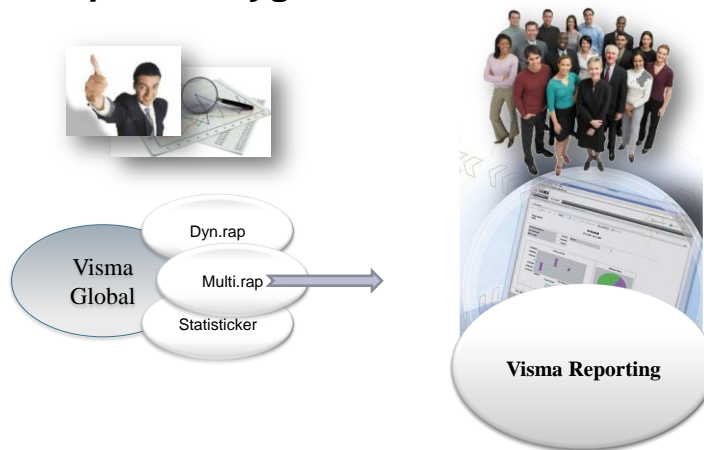 Dyn.rap
Visma
Global
Multi.rap
Statisticker
Visma Reporting